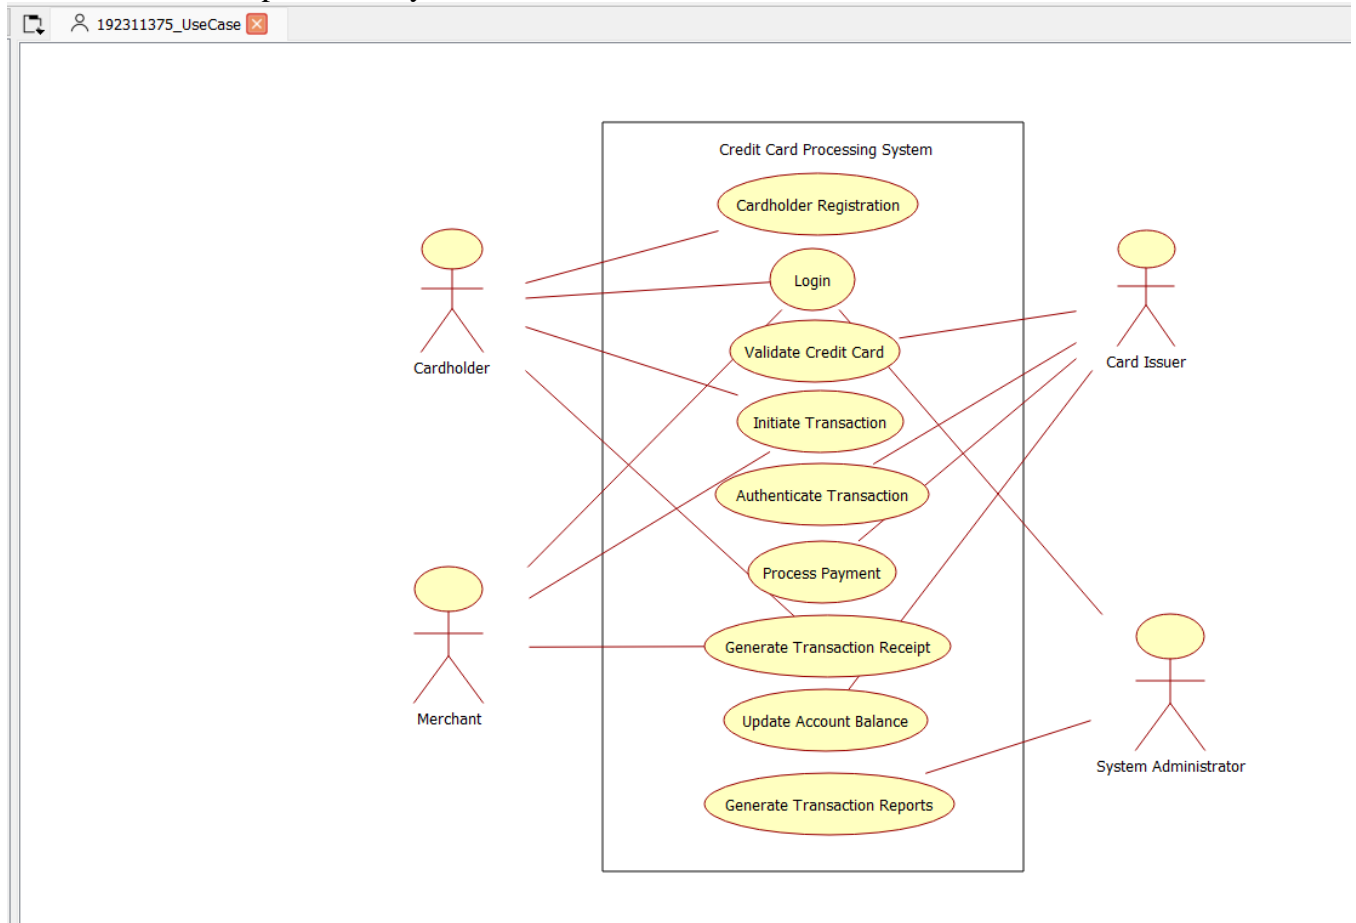 192311375_UseCase
Credit Card Processing System
Cardholder Registration
Login
Validate Credit Card
Cardholder
Card Issuer
Initiate Transaction
Authenticate Transaction
Process Payment
Generate Transaction Receipt
Merchant
Update Account Balance
System Administrator
Generate Transaction Reports